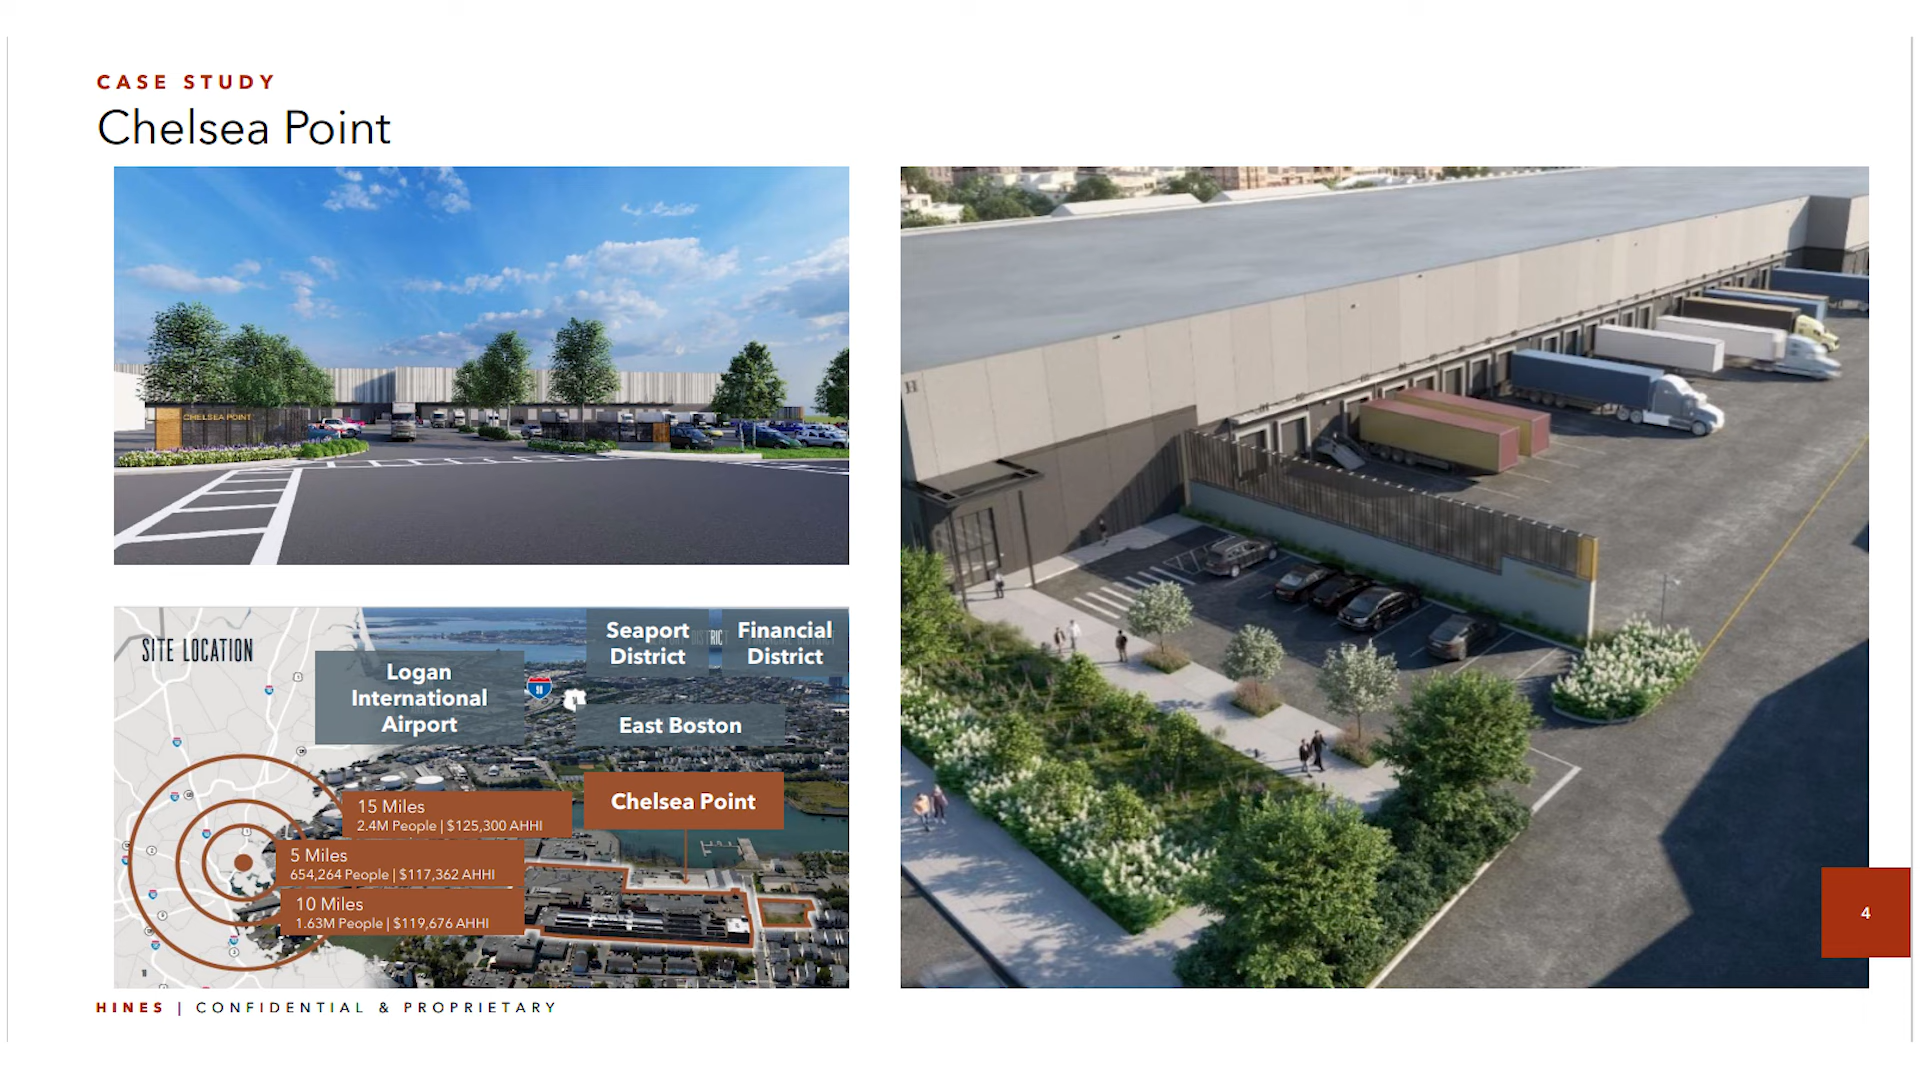 CASE STUDY
Chelsea Point
CHELSEA POINT
H
SITE LOCATION
Logan
International
Airport
Seaport
District
Financial
District
90
East Boston
Chelsea Point
15 Miles
2.4M People | $125,300 AHHI
5 Miles
654,264 People | $117,362 AHHI
10 Miles
1.63M People | $119,676 AHHI
4
HINES | CONFIDENTIAL & PROPRIETARY